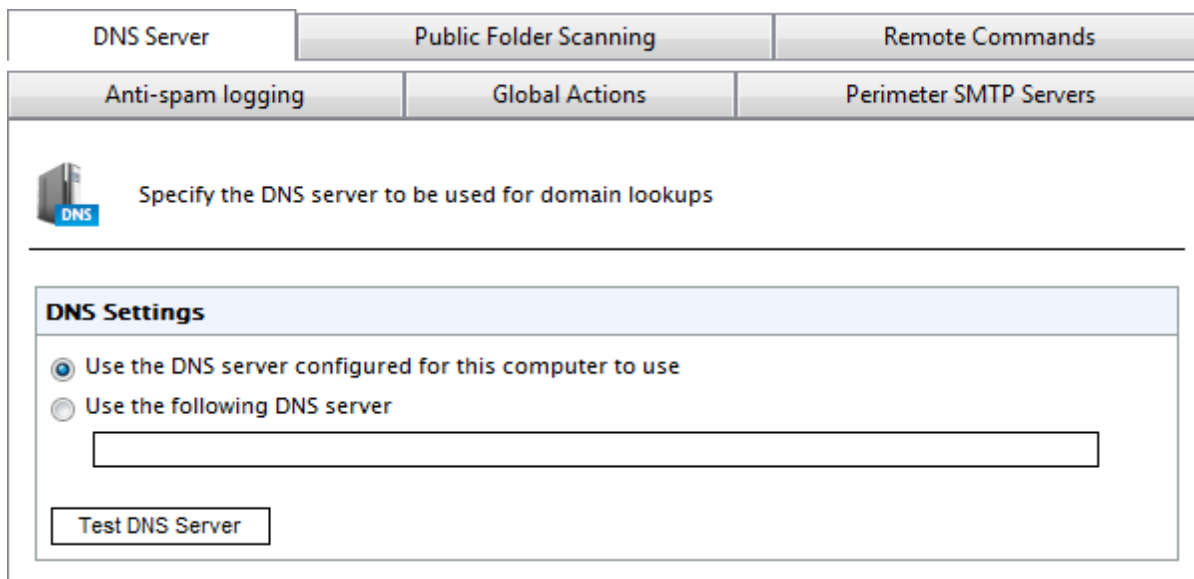 DNS Server Public Folder Scanning Remote Commands
Anti-spam logging Global Actions Perimeter SMTP Servers
DNS
Specify the DNS server to be used for domain lookups
DNS Settings
Use the DNS server configured for this computer to use
Use the following DNS server
Test DNS Server